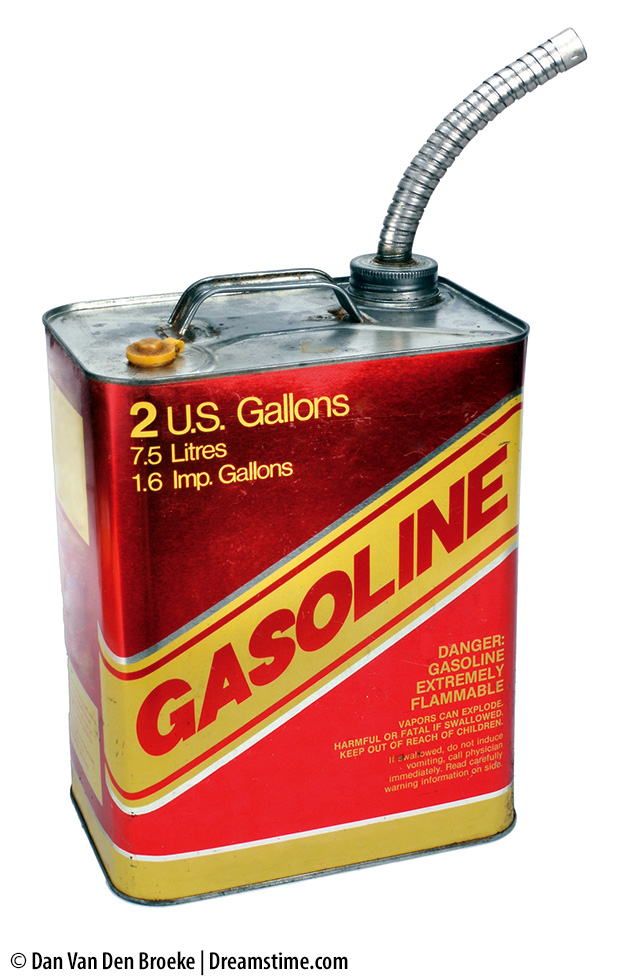 2 U.S. Gallons
7.5 Litres
1.6 Imp. Gallons
GASOLINE
DANGER:
GASOLINE
EXTREMELY
FLAMMABLE
VAPORS CAN EXPLODE.
HARMFUL OR FATAL IF SWALLOWED.
KEEP OUT OF REACH OF CHILDREN.
If swallowed, do not induce
vomiting, call physician
immediately. Read carefully
warning information on side.
© Dan Van Den Broeke | Dreamstime.com